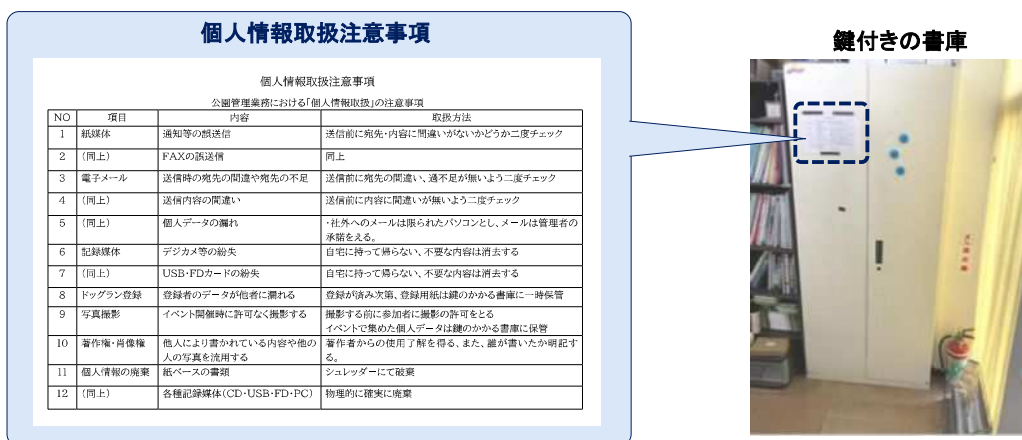 個人情報取扱注意事項
鍵付きの書庫
個人情報取扱注意事項
公園管理業務における「個人情報取扱」の注意事項
NO 項目 内容 取扱方法
1 紙媒体 通知等の誤送信 送信前に宛先・内容に間違いがないかどうか二度チェック
2 (同上) FAXの誤送信 同上
3 電子メール 送信時の宛先の間違や宛先の不足 送信前に宛先の間違い、過不足が無いよう二度チェック
4 (同上) 送信内容の間違い 送信前に内容に間違いが無いよう二度チェック
5 (同上) 個人データの漏れ ・社外へのメールは限られたパソコンとし、メールは管理者の
承諾をえる。
6 記録媒体 デジカメ等の紛失 自宅に持って帰らない、不要な内容は消去する
7 (同上) USB・FDカードの紛失 自宅に持って帰らない、不要な内容は消去する
8 ドッグラン登録 登録者のデータが他者に漏れる 登録が済み次第、登録用紙は鍵のかかる書庫に一時保管
9 写真撮影 イベント開催時に許可なく撮影する 撮影する前に参加者に撮影の許可をとる
イベントで集めた個人データは鍵のかかる書庫に保管
10 著作権・肖像権 他人により書かれている内容や他の 著作者からの使用了解を得る、また、誰が書いたか明記す
人の写真を流用する る。
11 個人情報の廃棄 紙ベースの書類 シュレッダーにて破棄
12 (同上) 各種記録媒体(CD・USB・FD・PC) 物理的に確実に廃棄